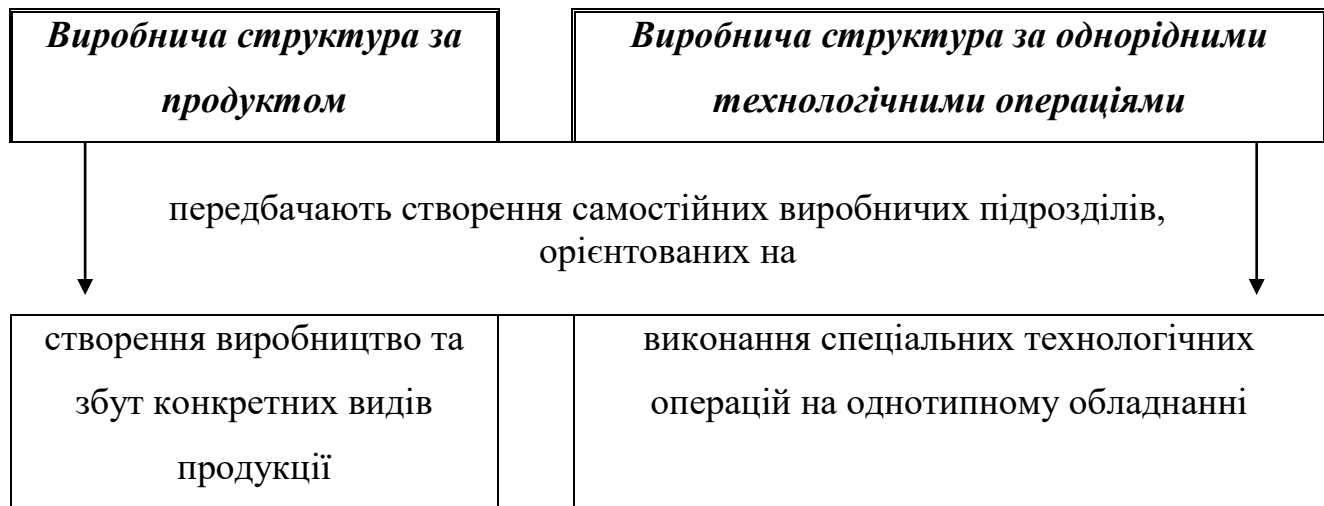 Виробнича структура за
продуктом
Виробнича структура за однорідними
технологічними операціями
передбачають створення самостійних виробничих підрозділів,
орієнтованих на
створення виробництво та
збут конкретних видів
продукції
виконання спеціальних технологічних
операцій на однотипному обладнанні